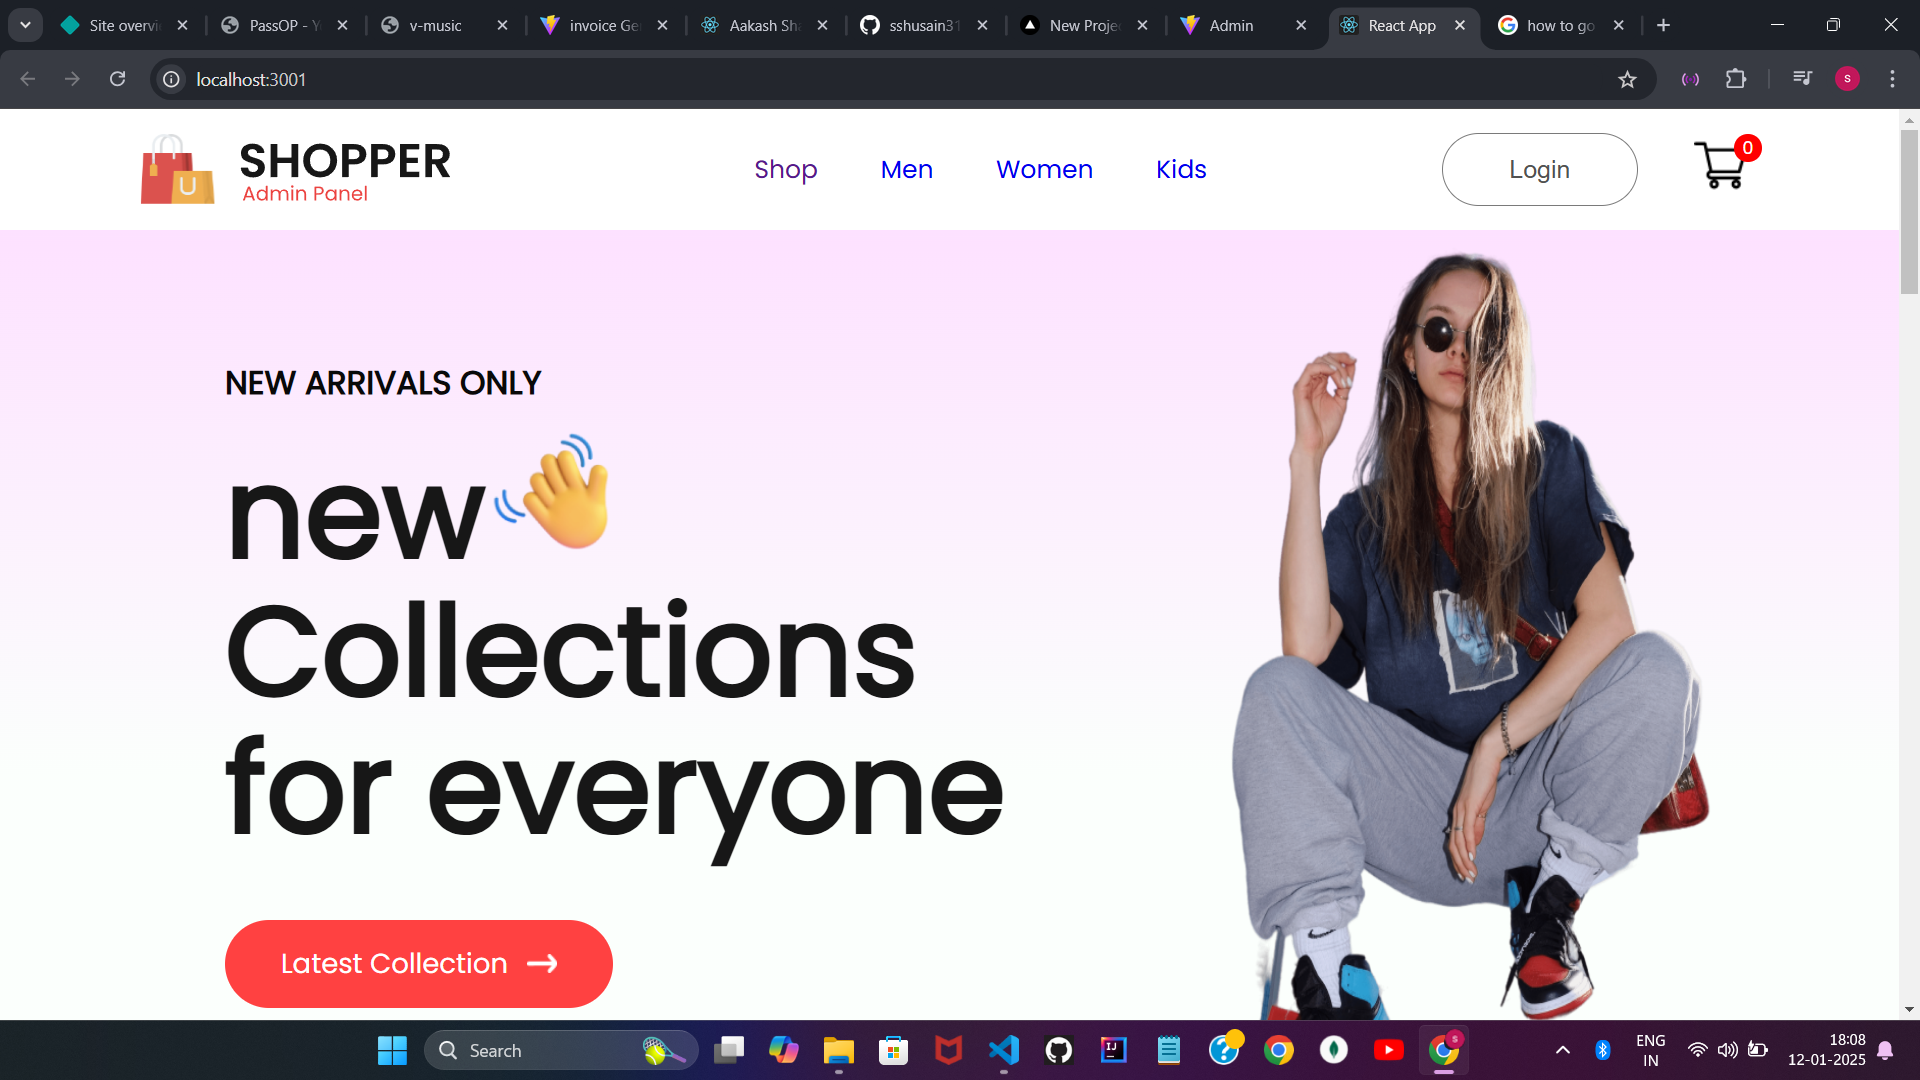 Site overvi
PassOP - Y
v-music
invoice Ge
Aakash Sha
sshusain31
New Proje
Admin
React App
how to go
localhost:3001
S
SHOPPER
Admin Panel
Shop
Men
Women
Kids
Login
0
U
NEW ARRIVALS ONLY
new
Collections
for everyone
Latest Collection
Search
ENG
IN
18:08
12-01-2025